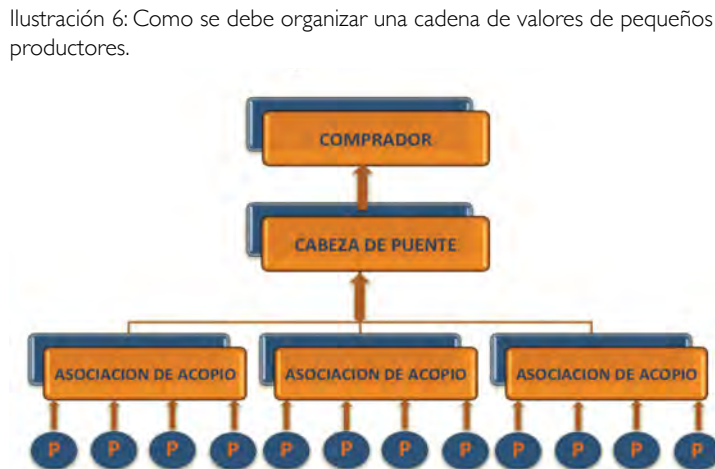 Ilustración 6: Como se debe organizar una cadena de valores de pequeños
productores.
COMPRADOR
CABEZA DE PUENTE
ASOCIACION DE ACOPIO ASOCIACION DE ACOPIO ASOCIACION DE ACOPIO
P P P P P P P P P P P P